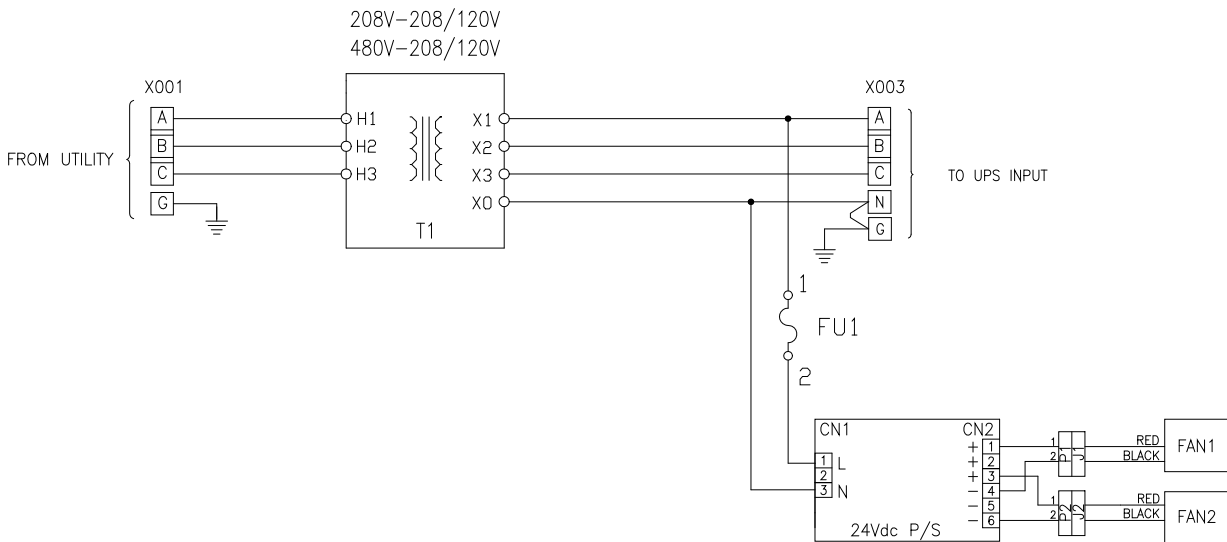 208V-208/120V
480V-208/120V
X001
X003
A
H1
X1
A
B
H2
X2
B
FROM UTILITY
C
H3
X3
C
TO UPS INPUT
G
X0
N
T1
G
1
FU1
2
CN1
CN2
1 L
2
3 N
+ 1
+ 2
+ 3
- 4
- 5
- 6
24Vdc P/S
1
2
P1
J1
RED
BLACK
FAN1
1
2
P2
J2
RED
BLACK
FAN2